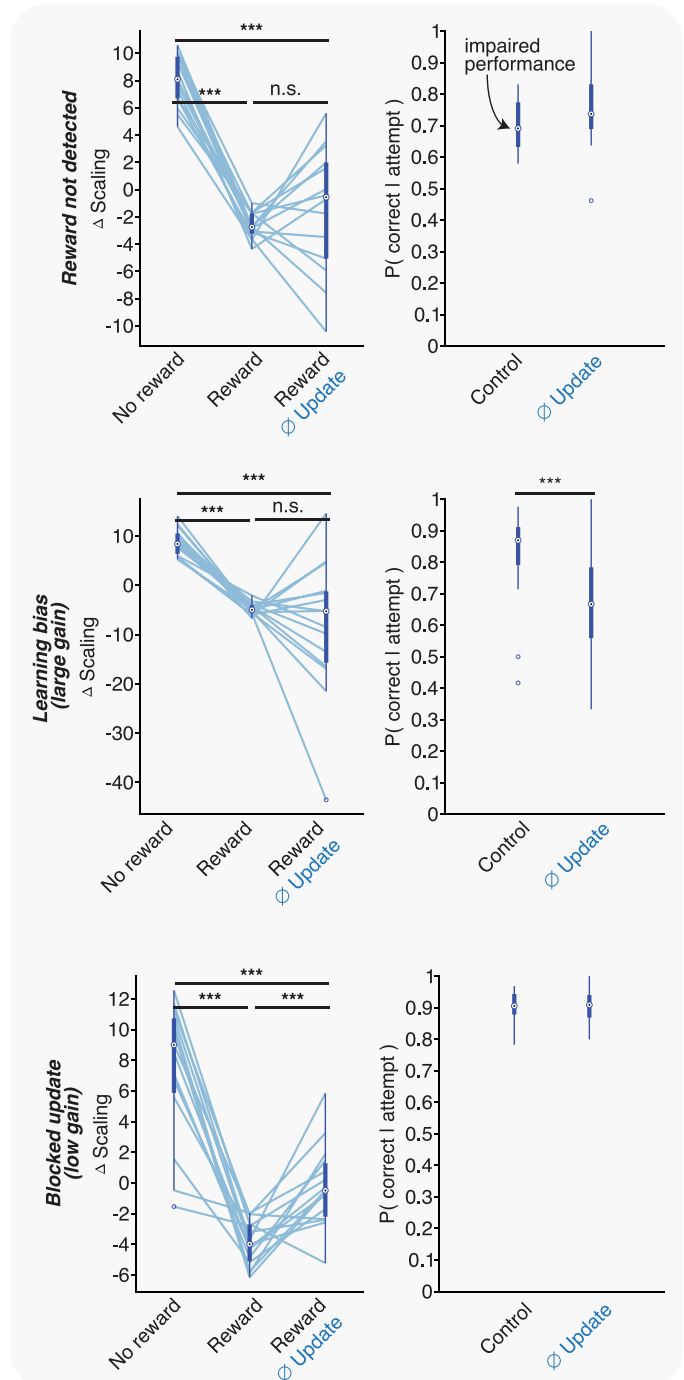 Reward not detected
Δ Scaling
10
8
6
4
2
0
-2
-4
-6
-8
-10
***
***
n.s.
No reward
Reward
Reward
ϕ Update
P( correct | attempt )
1
0.9
0.8
0.7
0.6
0.5
0.4
0.3
0.2
0.1
0
impaired
performance
Control
ϕ Update
Learning bias
(large gain)
Δ Scaling
10
0
-10
-20
-30
-40
***
***
n.s.
No reward
Reward
Reward
ϕ Update
P( correct | attempt )
1
0.9
0.8
0.7
0.6
0.5
0.4
0.3
0.2
0.1
0
***
Control
ϕ Update
Blocked update
(low gain)
Δ Scaling
12
10
8
6
4
2
0
-2
-4
-6
***
***
***
No reward
Reward
Reward
ϕ Update
P( correct | attempt )
1
0.9
0.8
0.7
0.6
0.5
0.4
0.3
0.2
0.1
0
Control
ϕ Update